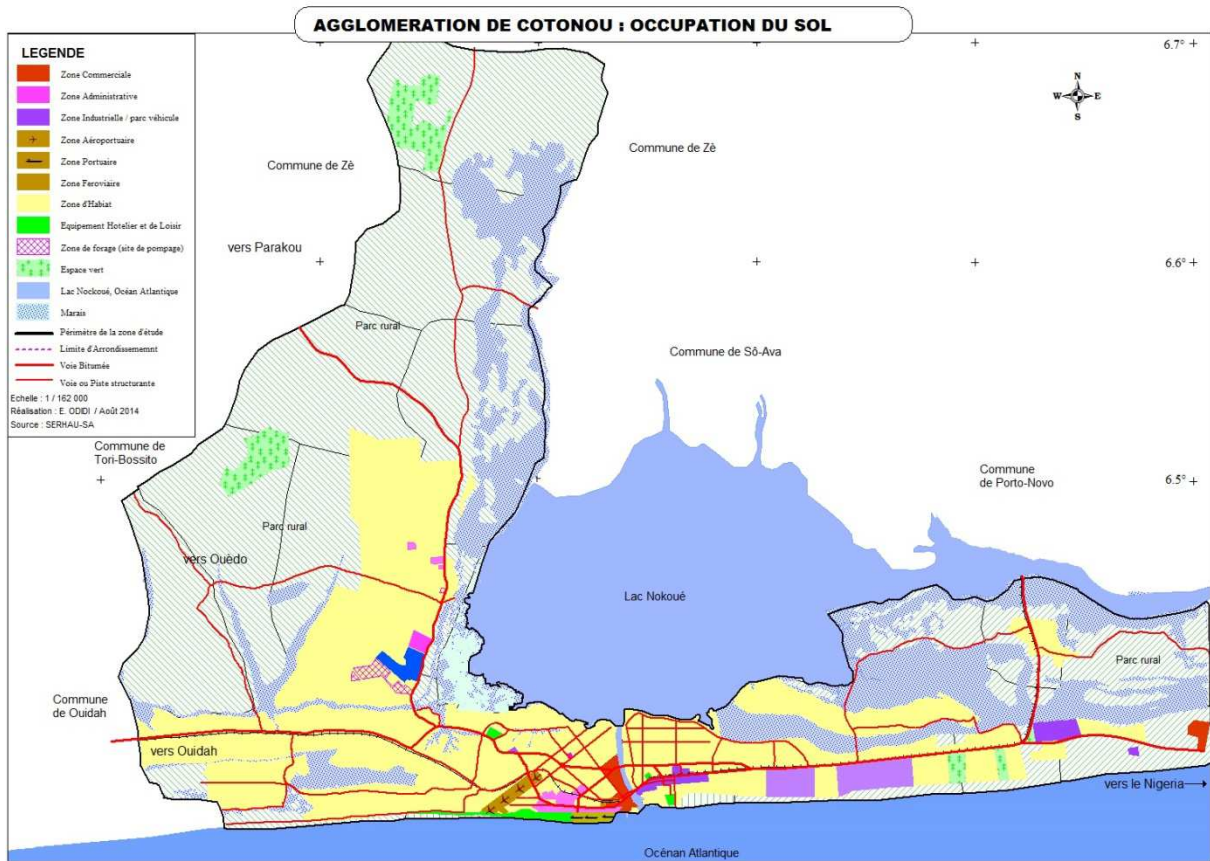 AGGLOMERATION DE COTONOU : OCCUPATION DU SOL
LEGENDE
Zone Commerciale
Zone Administrative
Zone Industrielle / parc véhicule
Zone Aéroportuaire
Zone Portuaire
Zone Feroviaire
Zone d'Habiat
Equipement Hotelier et de Loisir
Zone de forage (site de pompage)
Espace vert
Lac Nockoué, Océan Atlantique
Marais
Périmètre de la zone d'étude
Limite d'Arrondissememnt
Voie Bitumée
Voie ou Piste structurante
Echelle : 1 / 162 000
Réalisation : E. ODIDI / Août 2014
Source : SERHAU-SA
6.7°
N
W E
S
Commune de Zè
Commune de Zè
vers Parakou
6.6°
Parc rural
Commune de Sô-Ava
Commune de
Tori-Bossito
Commune
de Porto-Novo
6.5°
Parc rural
vers Ouèdo
Lac Nokoué
Parc rural
Commune
de Ouidah
vers Ouidah
vers le Nigeria
Océnan Atlantique